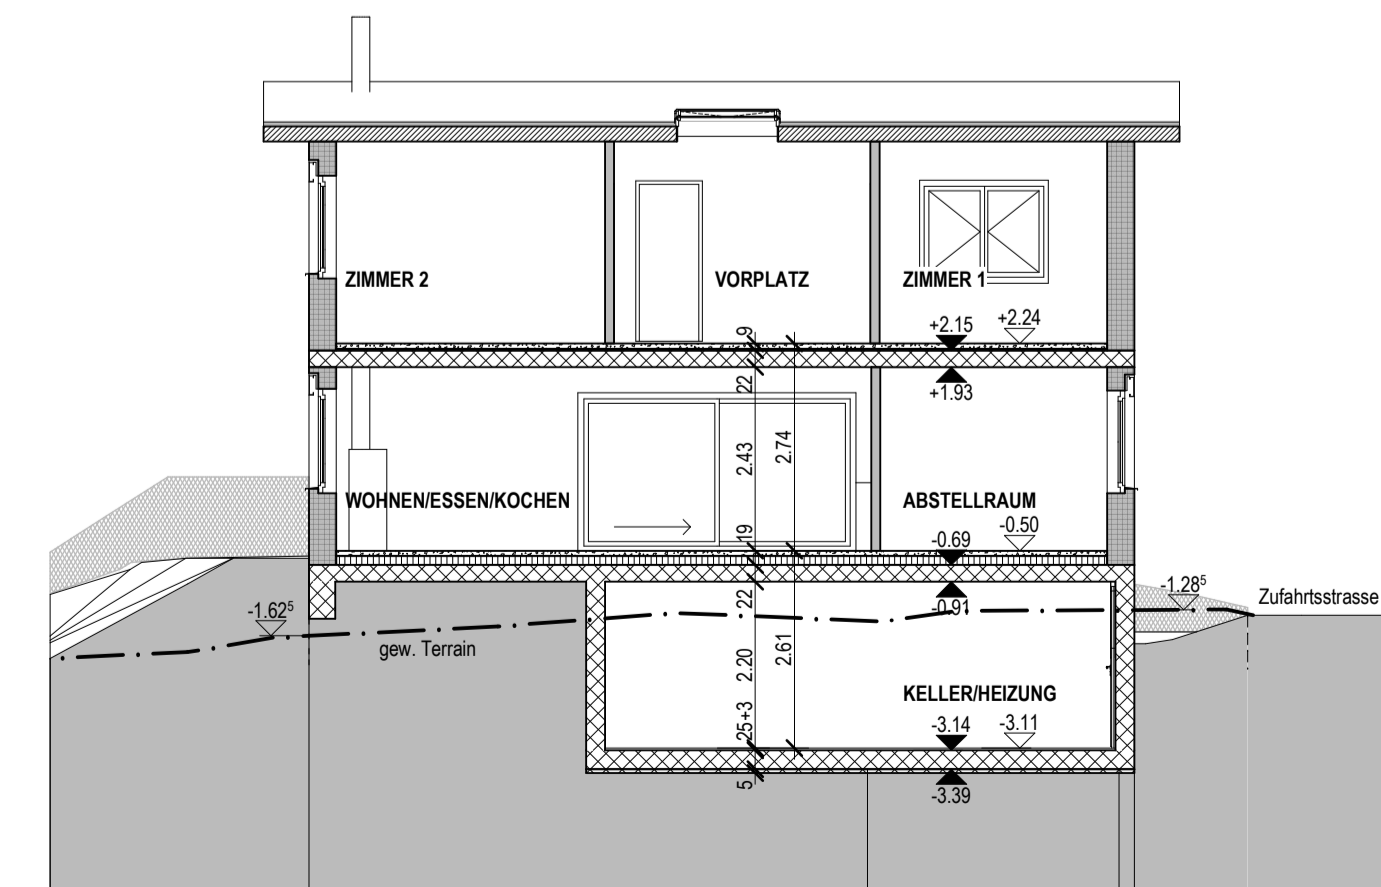 ZIMMER 2
VORPLATZ
ZIMMER 1
+2.15
+2.24
9
22
+1.93
2.43
2.74
WOHNEN/ESSEN/KOCHEN
ABSTELLRAUM
19
-0.69
-0.50
-1.62⁵
gew. Terrain
22
-0.91
-1.28⁵
Zufahrtsstrasse
2.20
2.61
KELLER/HEIZUNG
25+3
-3.14
-3.11
5
-3.39